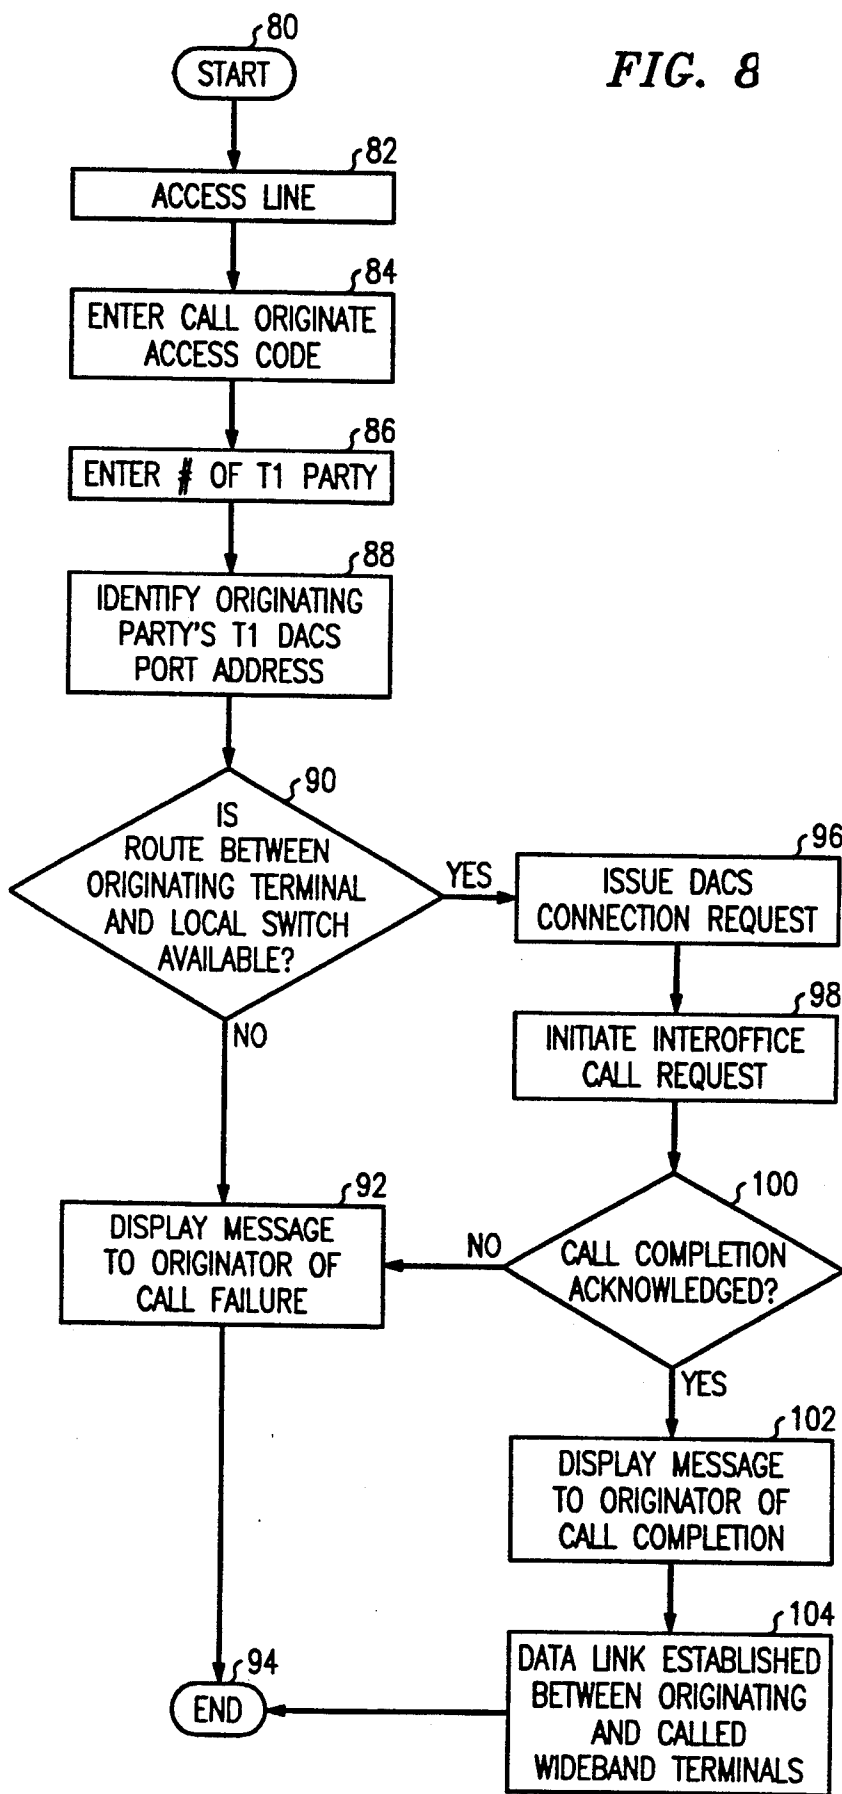 80
START
FIG. 8
82
ACCESS LINE
84
ENTER CALL ORIGINATE
ACCESS CODE
86
ENTER # OF T1 PARTY
88
IDENTIFY ORIGINATING
PARTY'S T1 DACS
PORT ADDRESS
90
IS
ROUTE BETWEEN
ORIGINATING TERMINAL
AND LOCAL SWITCH
AVAILABLE?
YES
NO
96
ISSUE DACS
CONNECTION REQUEST
98
INITIATE INTEROFFICE
CALL REQUEST
100
CALL COMPLETION
ACKNOWLEDGED?
NO
YES
92
DISPLAY MESSAGE
TO ORIGINATOR OF
CALL FAILURE
102
DISPLAY MESSAGE
TO ORIGINATOR OF
CALL COMPLETION
104
DATA LINK ESTABLISHED
BETWEEN ORIGINATING
AND CALLED
WIDEBAND TERMINALS
94
END